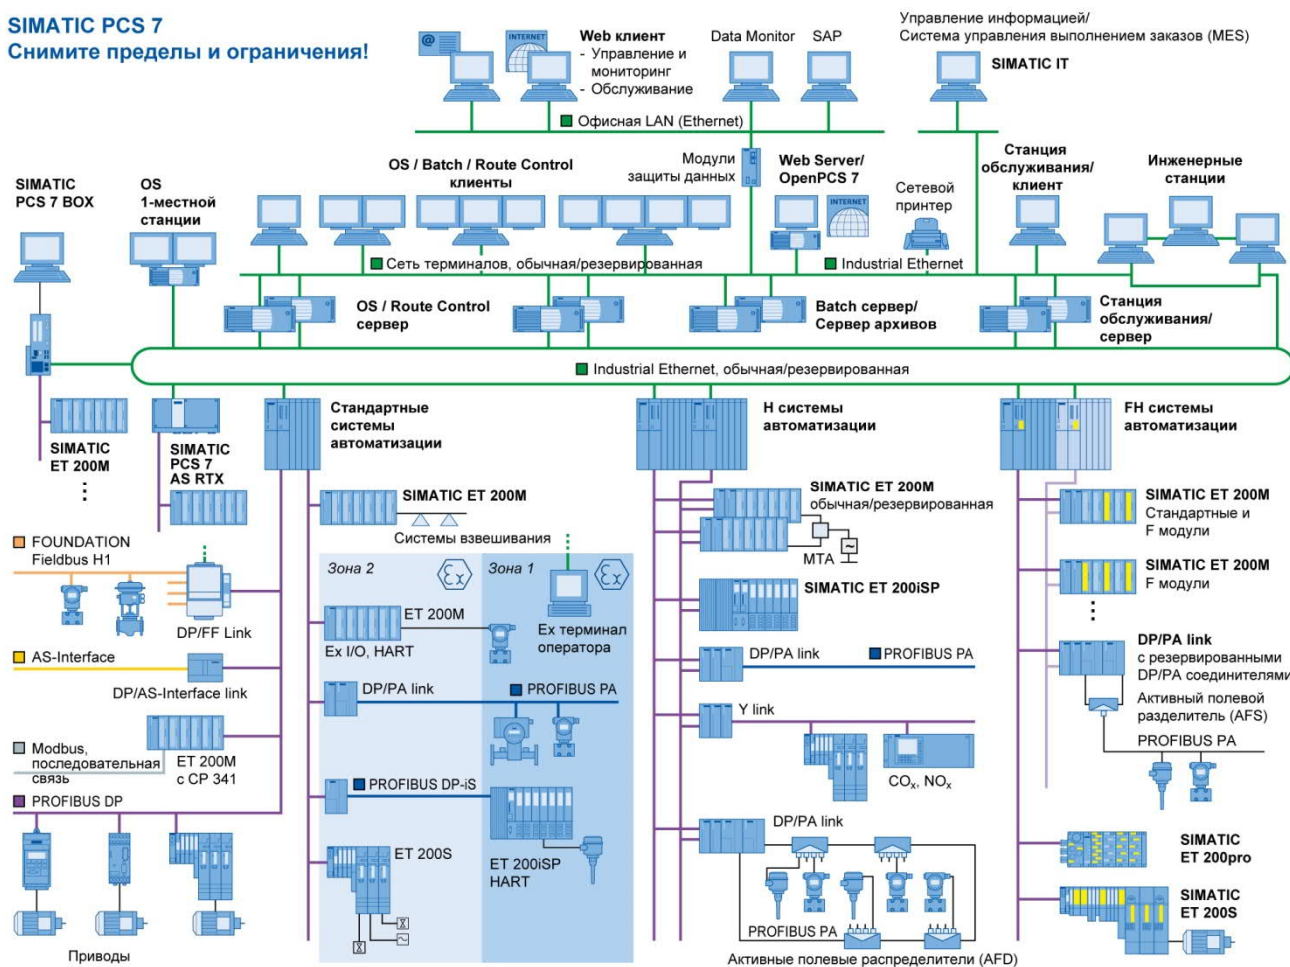 SIMATIC PCS 7
Снимите пределы и ограничения!
@
INTERNET
Web клиент
- Управление и
мониторинг
- Обслуживание
Data Monitor
SAP
Управление информацией/
Система управления выполнением заказов (MES)
SIMATIC IT
Офисная LAN (Ethernet)
SIMATIC
PCS 7 BOX
OS
1-местной
станции
OS / Batch / Route Control
клиенты
Модули
защиты данных
Web Server/
OpenPCS 7
INTERNET
Сетевой
принтер
Станция
обслуживания/
клиент
Инженерные
станции
Сеть терминалов, обычная/резервированная
Industrial Ethernet
OS / Route Control
сервер
Batch сервер/
Сервер архивов
Станция
обслуживания/
сервер
Industrial Ethernet, обычная/резервированная
SIMATIC
ET 200M
SIMATIC
PCS 7
AS RTX
Стандартные
системы
автоматизации
H системы
автоматизации
FH системы
автоматизации
SIMATIC ET 200M
Системы взвешивания
SIMATIC ET 200M
обычная/резервированная
MTA
SIMATIC ET 200M
Стандартные и
F модули
SIMATIC ET 200M
F модули
FOUNDATION
Fieldbus H1
DP/FF Link
Зона 2
Ex
Зона 1
Ex
ET 200M
Ex I/O, HART
Ex терминал
оператора
SIMATIC ET 200iSP
AS-Interface
DP/AS-Interface link
DP/PA link
PROFIBUS PA
DP/PA link
PROFIBUS PA
DP/PA link
с резервированными
DP/PA соединителями
Активный полевой
разделитель (AFS)
PROFIBUS PA
Y link
COx, NOx
Modbus,
последовательная
связь
ET 200M
с CP 341
PROFIBUS DP
PROFIBUS DP-iS
ET 200iSP
HART
ET 200S
DP/PA link
PROFIBUS PA
Активные полевые распределители (AFD)
SIMATIC
ET 200pro
SIMATIC
ET 200S
Приводы